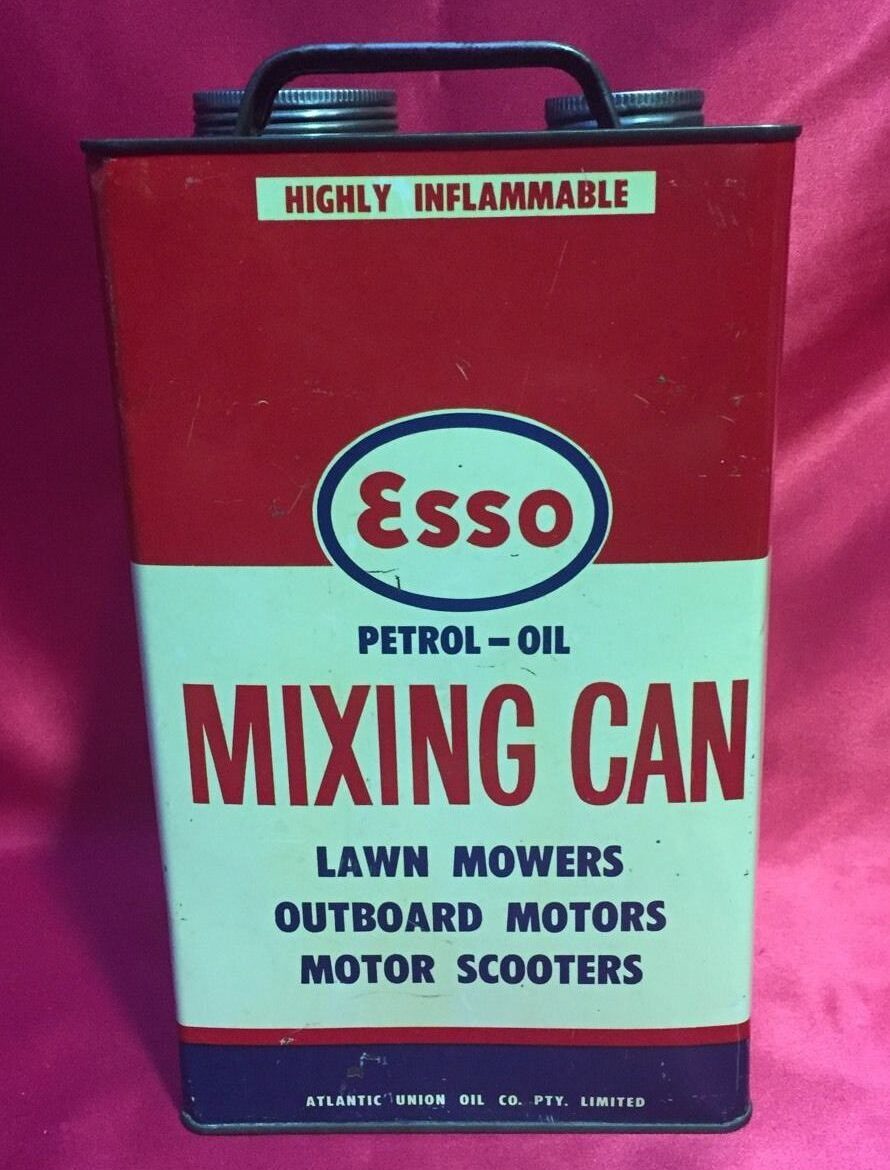 HIGHLY INFLAMMABLE
Esso
PETROL-OIL
MIXING CAN
LAWN MOWERS
OUTBOARD MOTORS
MOTOR SCOOTERS
ATLANTIC UNION OIL CO. PTY. LIMITED